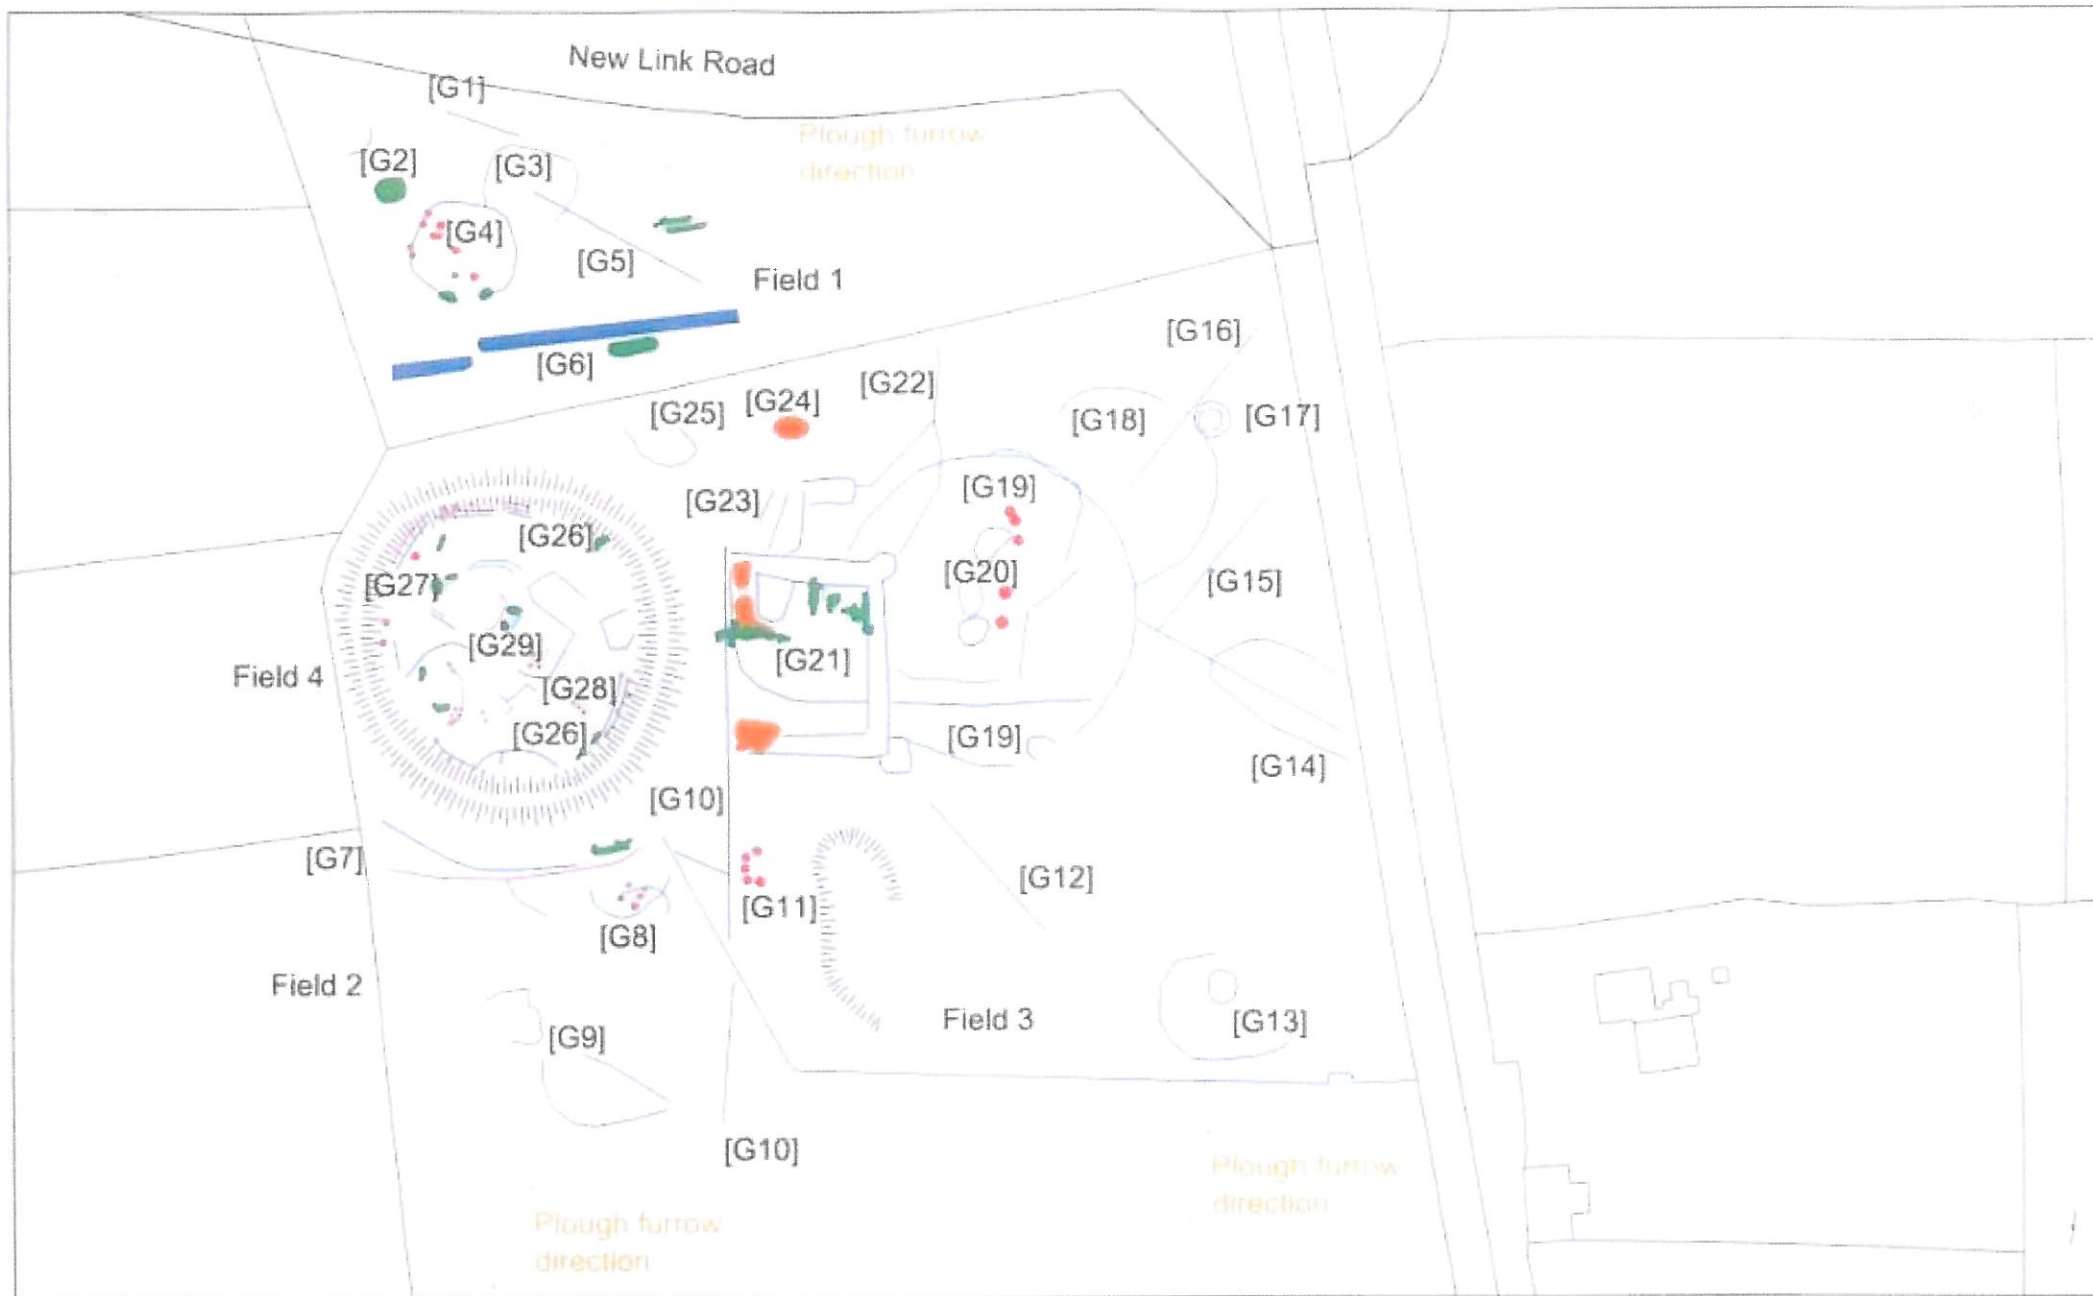 New Link Road
[G1]
Plough furrow
direction
[G2]
[G3]
[G4]
[G5]
Field 1
[G16]
[G6]
[G22]
[G25]
[G24]
[G18]
[G17]
[G23]
[G19]
[G26]
[G27]
[G20]
[G15]
[G29]
[G21]
Field 4
[G28]
[G26]
[G19]
[G14]
[G10]
[G7]
[G12]
[G11]
[G8]
Field 2
Field 3
[G13]
[G9]
[G10]
Plough furrow
direction
Plough furrow
direction